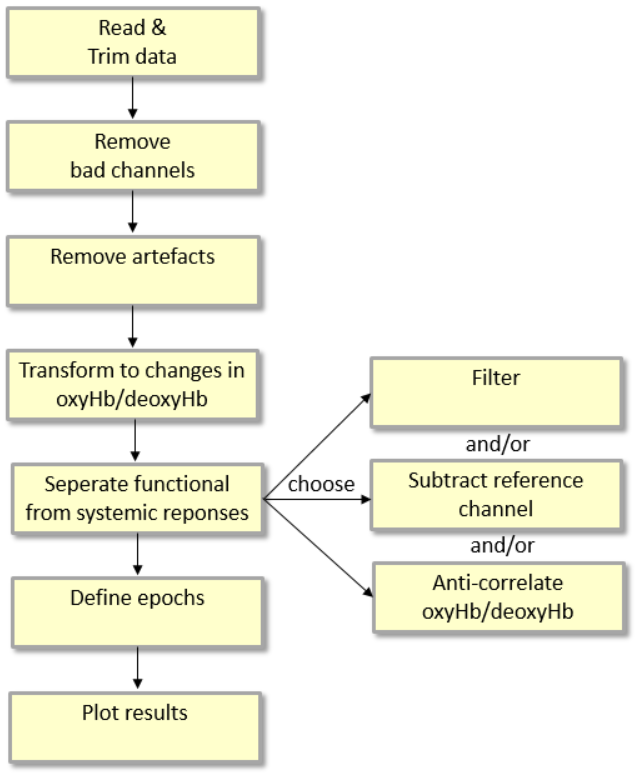 Read &
Trim data
Remove
bad channels
Remove artefacts
Transform to changes in
oxyHb/deoxyHb
Seperate functional
from systemic reponses
choose
Filter
and/or
Subtract reference
channel
and/or
Anti-correlate
oxyHb/deoxyHb
Define epochs
Plot results